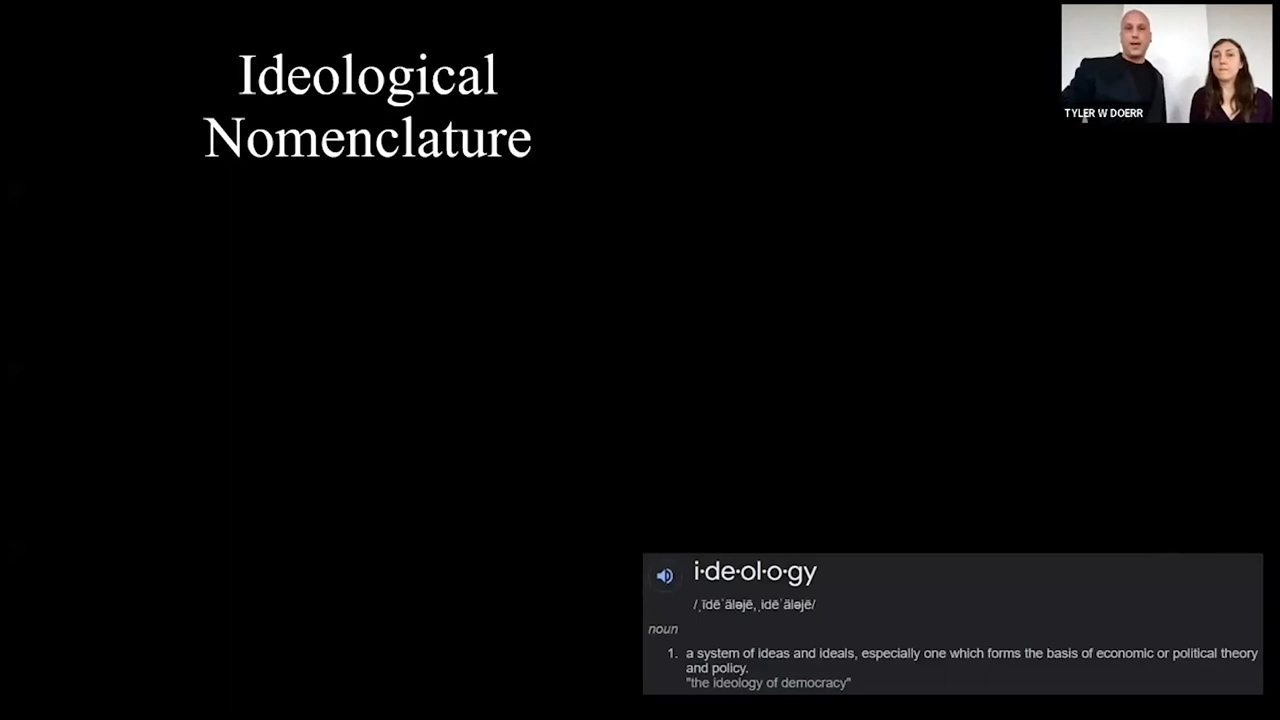 Ideological
Nomenclature
TYLER W DOERR
i·de·ol·o·gy
/ˌīdēˈäləjē,ˌidēˈäləjē/
noun
1. a system of ideas and ideals, especially one which forms the basis of economic or political theory
and policy.
"the ideology of democracy"